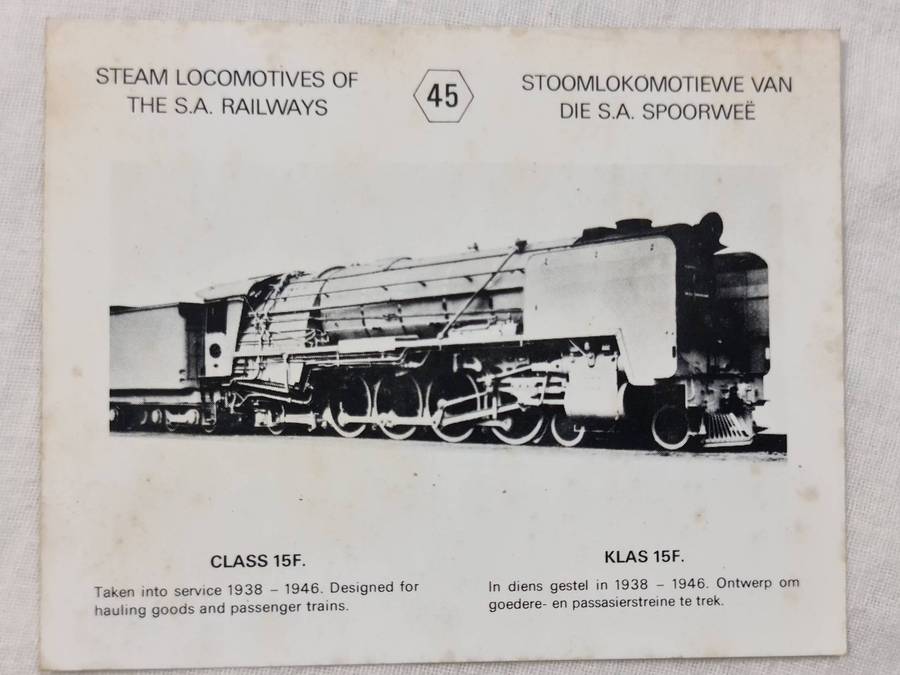 STEAM LOCOMOTIVES OF
THE S.A. RAILWAYS
45
STOOMLOKOMOTIEWE VAN
DIE S.A. SPOORWEË
CLASS 15F.
Taken into service 1938 – 1946. Designed for
hauling goods and passenger trains.
KLAS 15F.
In diens gestel in 1938 – 1946. Ontwerp om
goedere- en passasierstreine te trek.